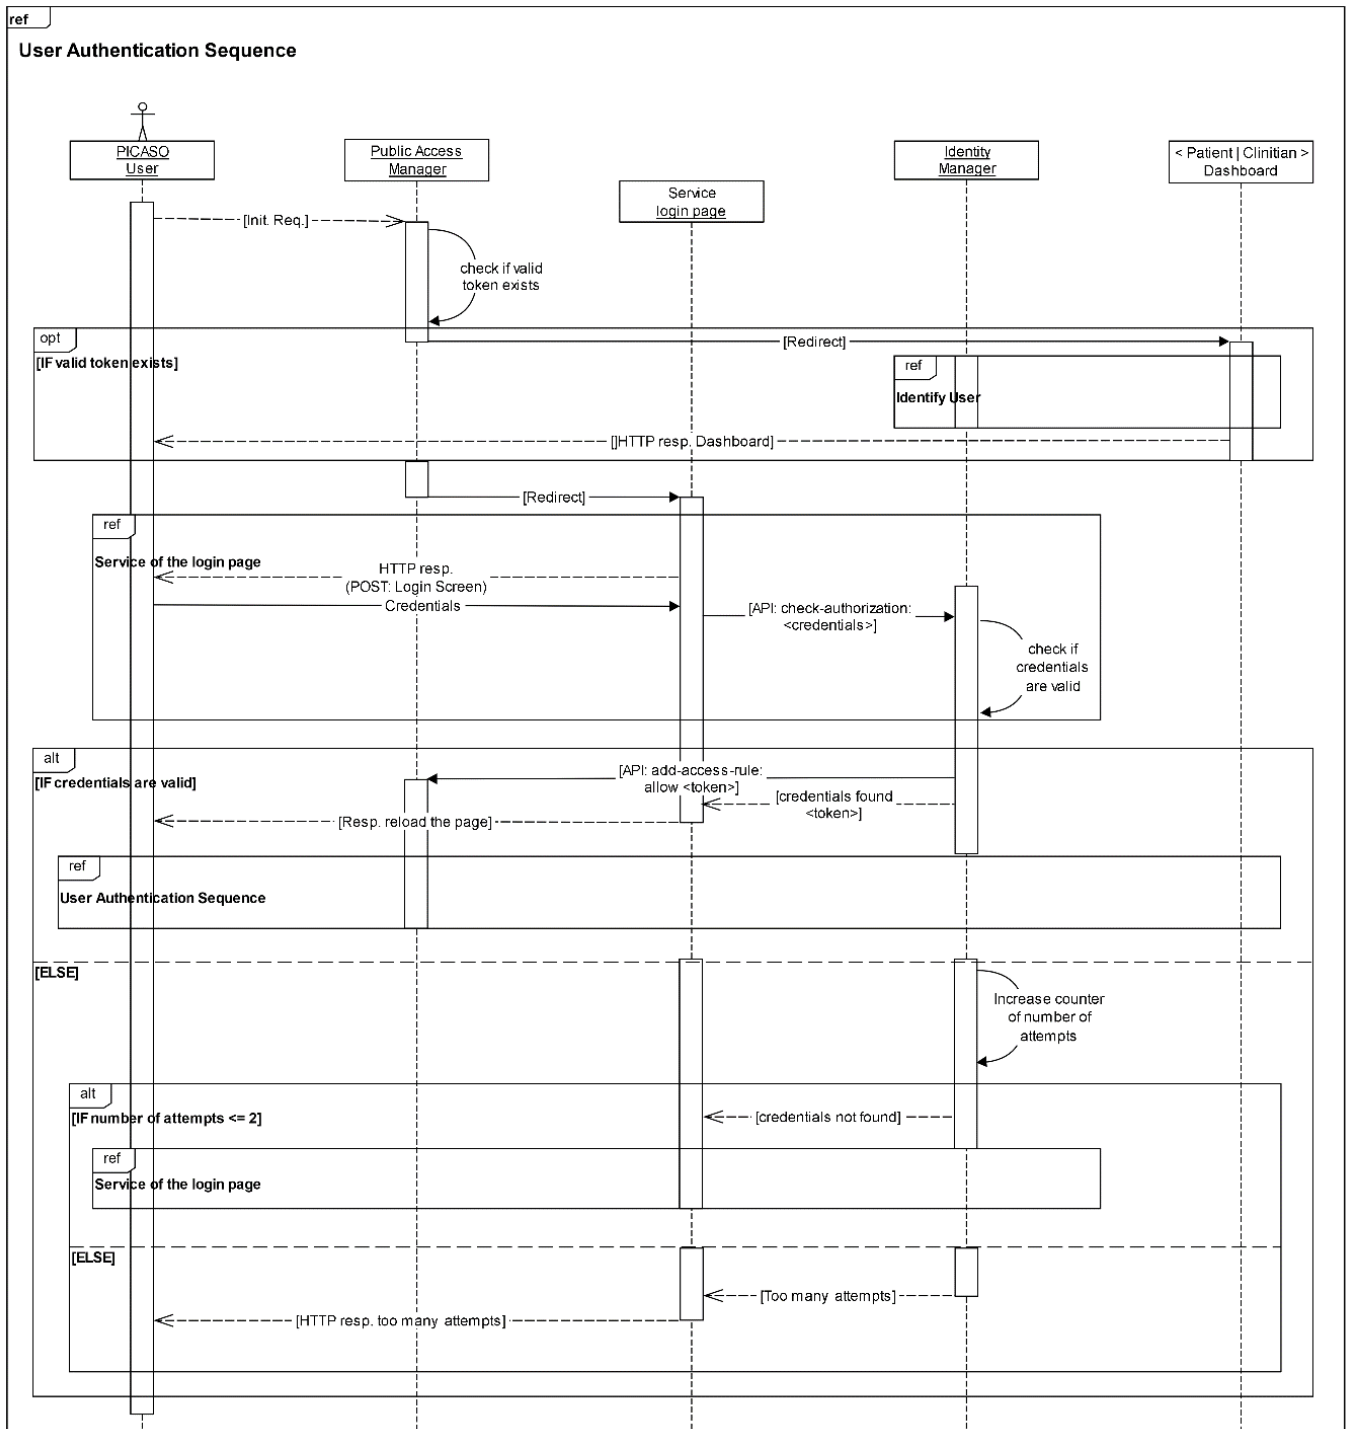 ref
User Authentication Sequence
PICASO
User
Public Access
Manager
Service
login page
Identity
Manager
< Patient | Clinitian >
Dashboard
[Init. Req.]
check if valid
token exists
opt
[IF valid token exists]
[Redirect]
ref
Identify User
[]HTTP resp. Dashboard]
[Redirect]
ref
Service of the login page
HTTP resp.
(POST: Login Screen)
Credentials
[API: check-authorization:
<credentials>]
check if
credentials
are valid
alt
[IF credentials are valid]
[API: add-access-rule:
allow <token>]
[credentials found
<token>]
[Resp. reload the page]
ref
User Authentication Sequence
[ELSE]
Increase counter
of number of
attempts
alt
[IF number of attempts <= 2]
[credentials not found]
ref
Service of the login page
[ELSE]
[Too many attempts]
[HTTP resp. too many attempts]